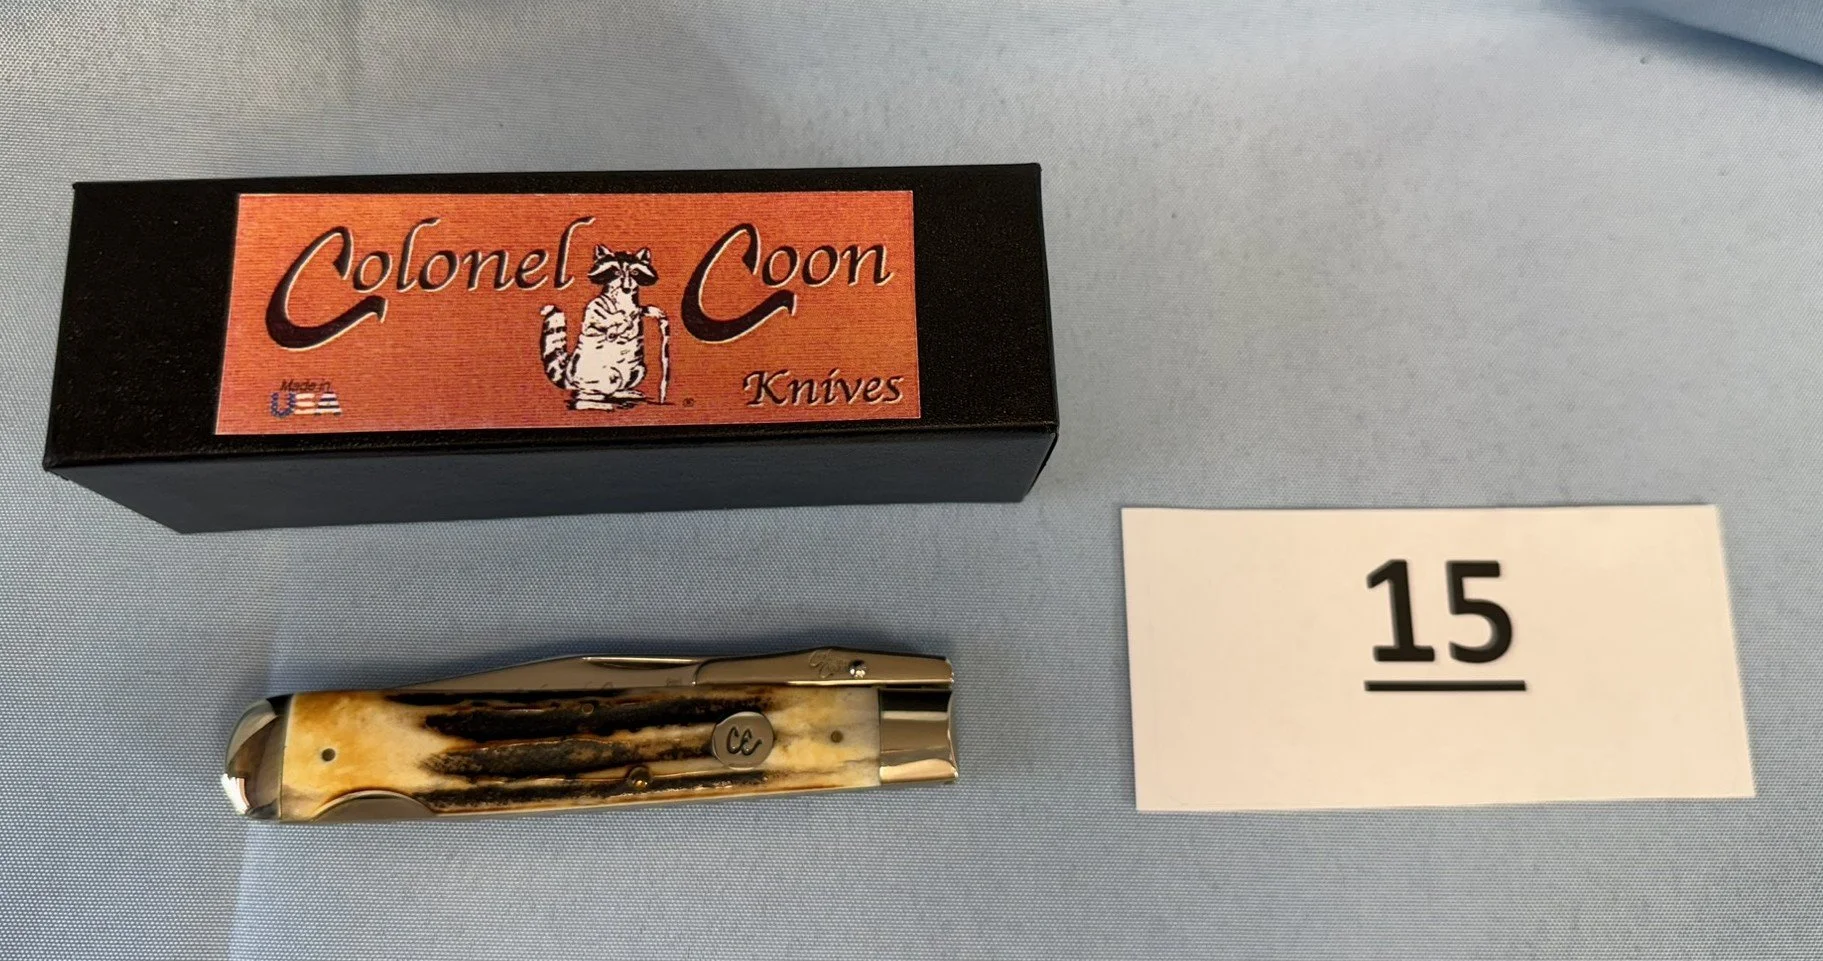 Colonel Coon
Made in
USA
®
Knives
15